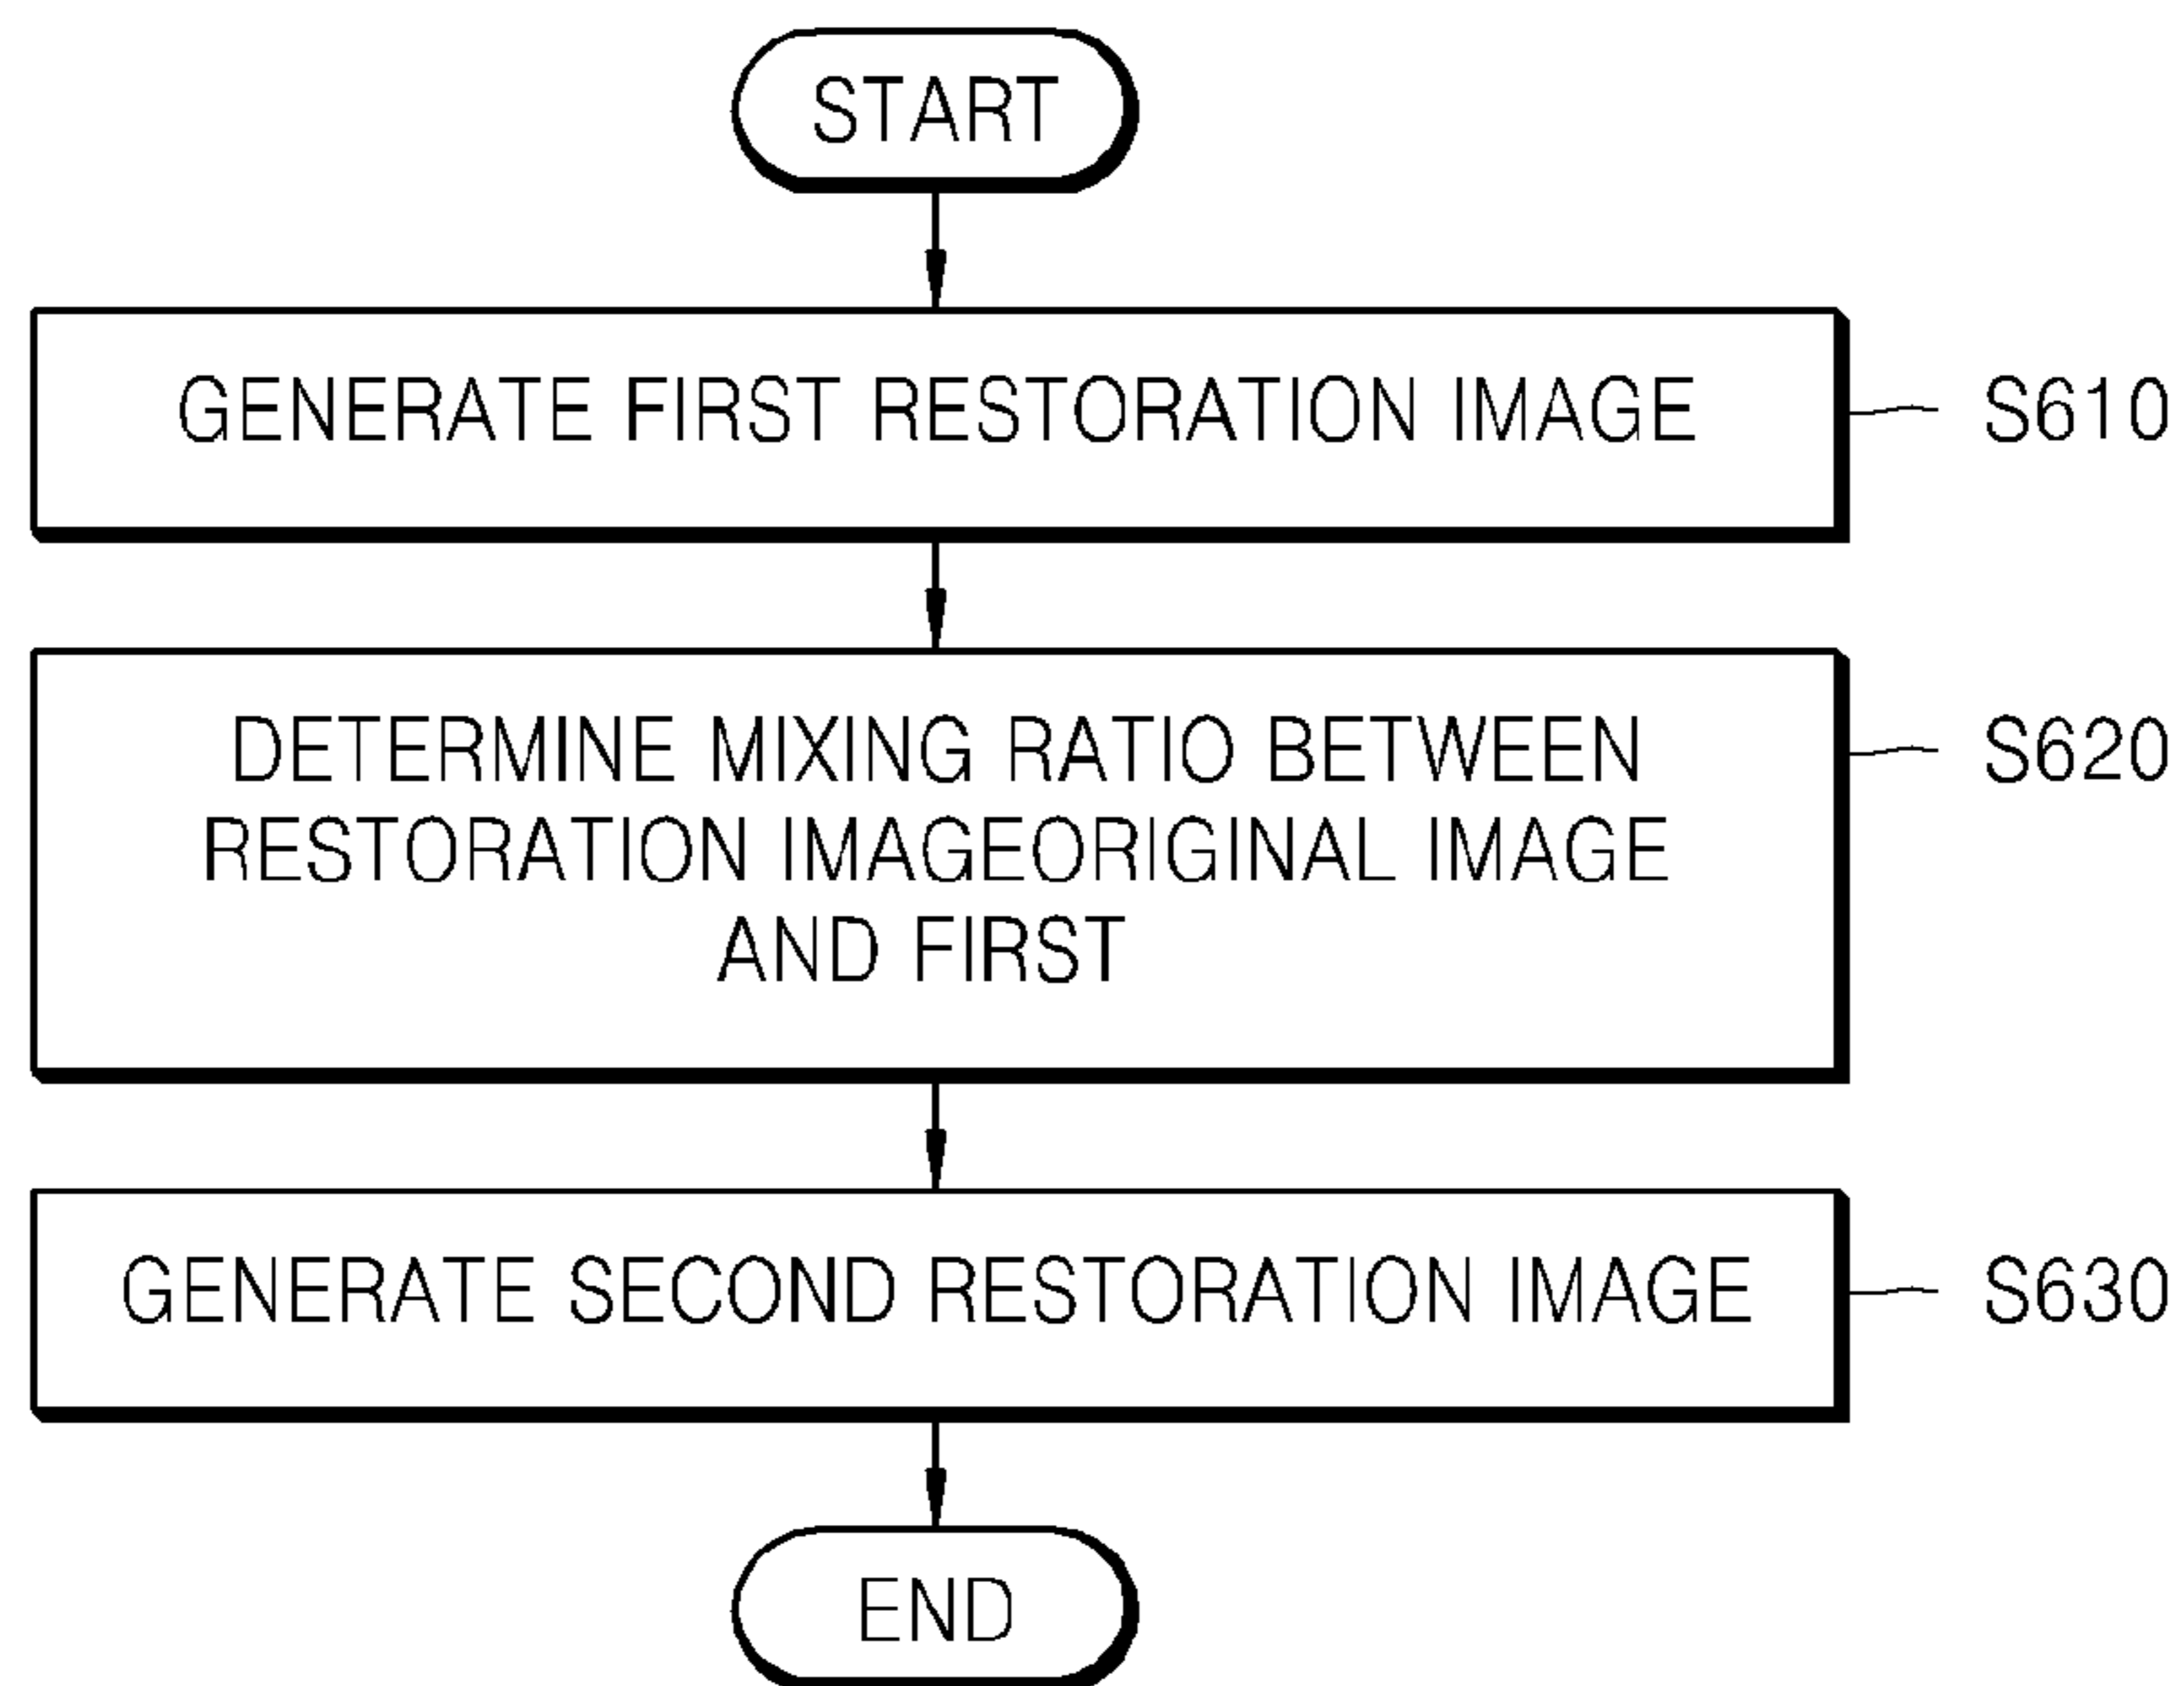 START
GENERATE FIRST RESTORATION IMAGE
S610
DETERMINE MIXING RATIO BETWEEN
RESTORATION IMAGEORIGINAL IMAGE
AND FIRST
S620
GENERATE SECOND RESTORATION IMAGE
S630
END